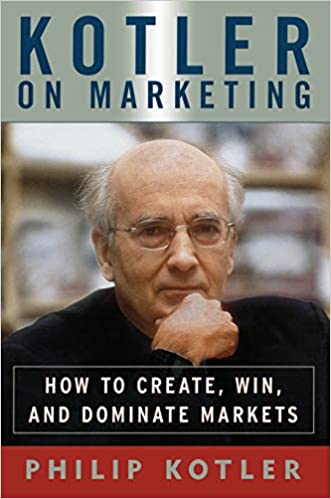 KOTLER
ON MARKETING
HOW TO CREATE, WIN,
AND DOMINATE MARKETS
PHILIP KOTLER